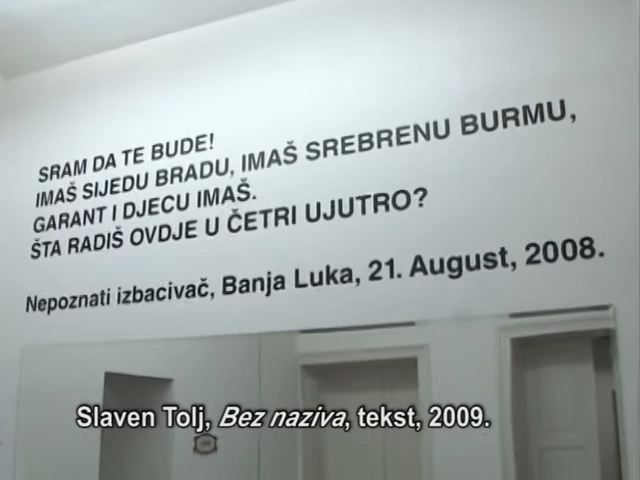 SRAM DA TE BUDE!
IMAŠ SIJEDU BRADU, IMAŠ SREBRENU BURMU,
GARANT I DJECU IMAŠ.
ŠTA RADIŠ OVDJE U ČETRI UJUTRO?
Nepoznati izbacivač, Banja Luka, 21. August, 2008.
Slaven Tolj, Bez naziva, tekst, 2009.